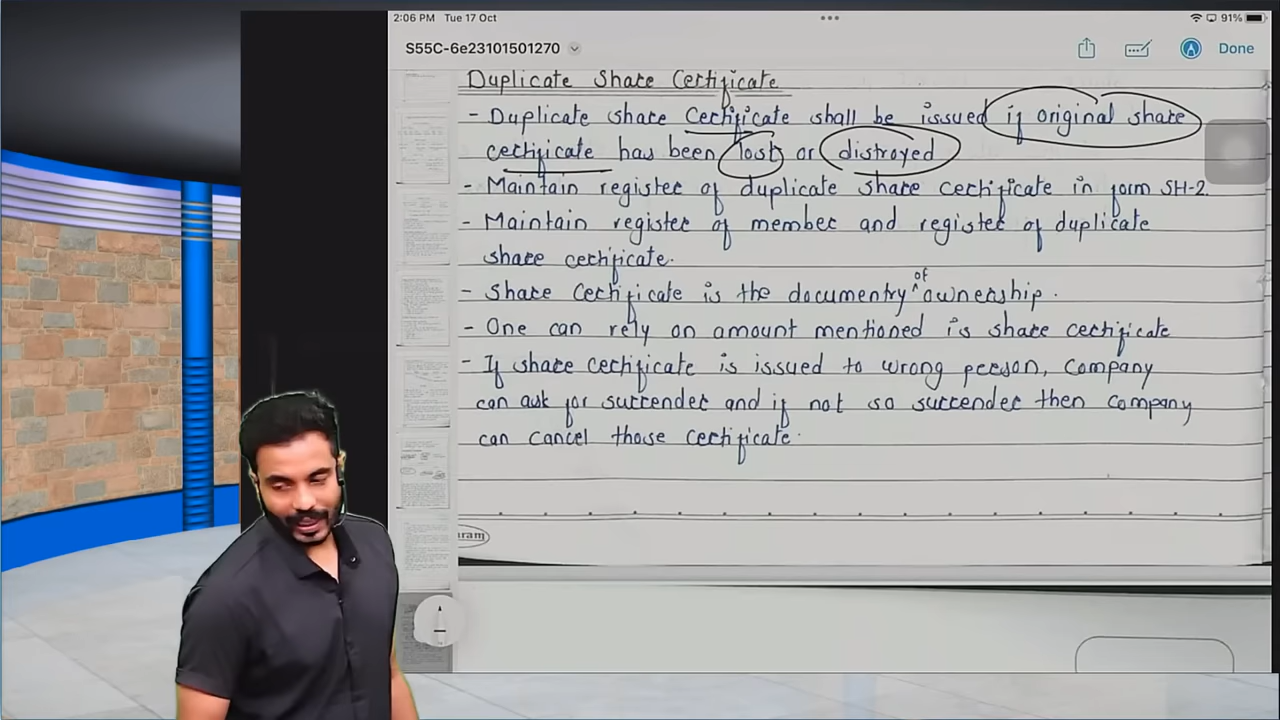 2:06 PM Tue 17 Oct
91%
S55C-6e23101501270
Done
Duplicate Share Certificate
- Duplicate share Certificate shall be issued if original share
certificate has been lost or distroyed
- Maintain register of duplicate share certificate in form SH-2.
- Maintain register of member and register of duplicate
share certificate.
- Share Certificate is the documentry of ownership.
- One can rely on amount mentioned is share certificate
- If share certificate is issued to wrong person, Company
can ask for surrender and if not so surrender then company
can cancel those certificate.